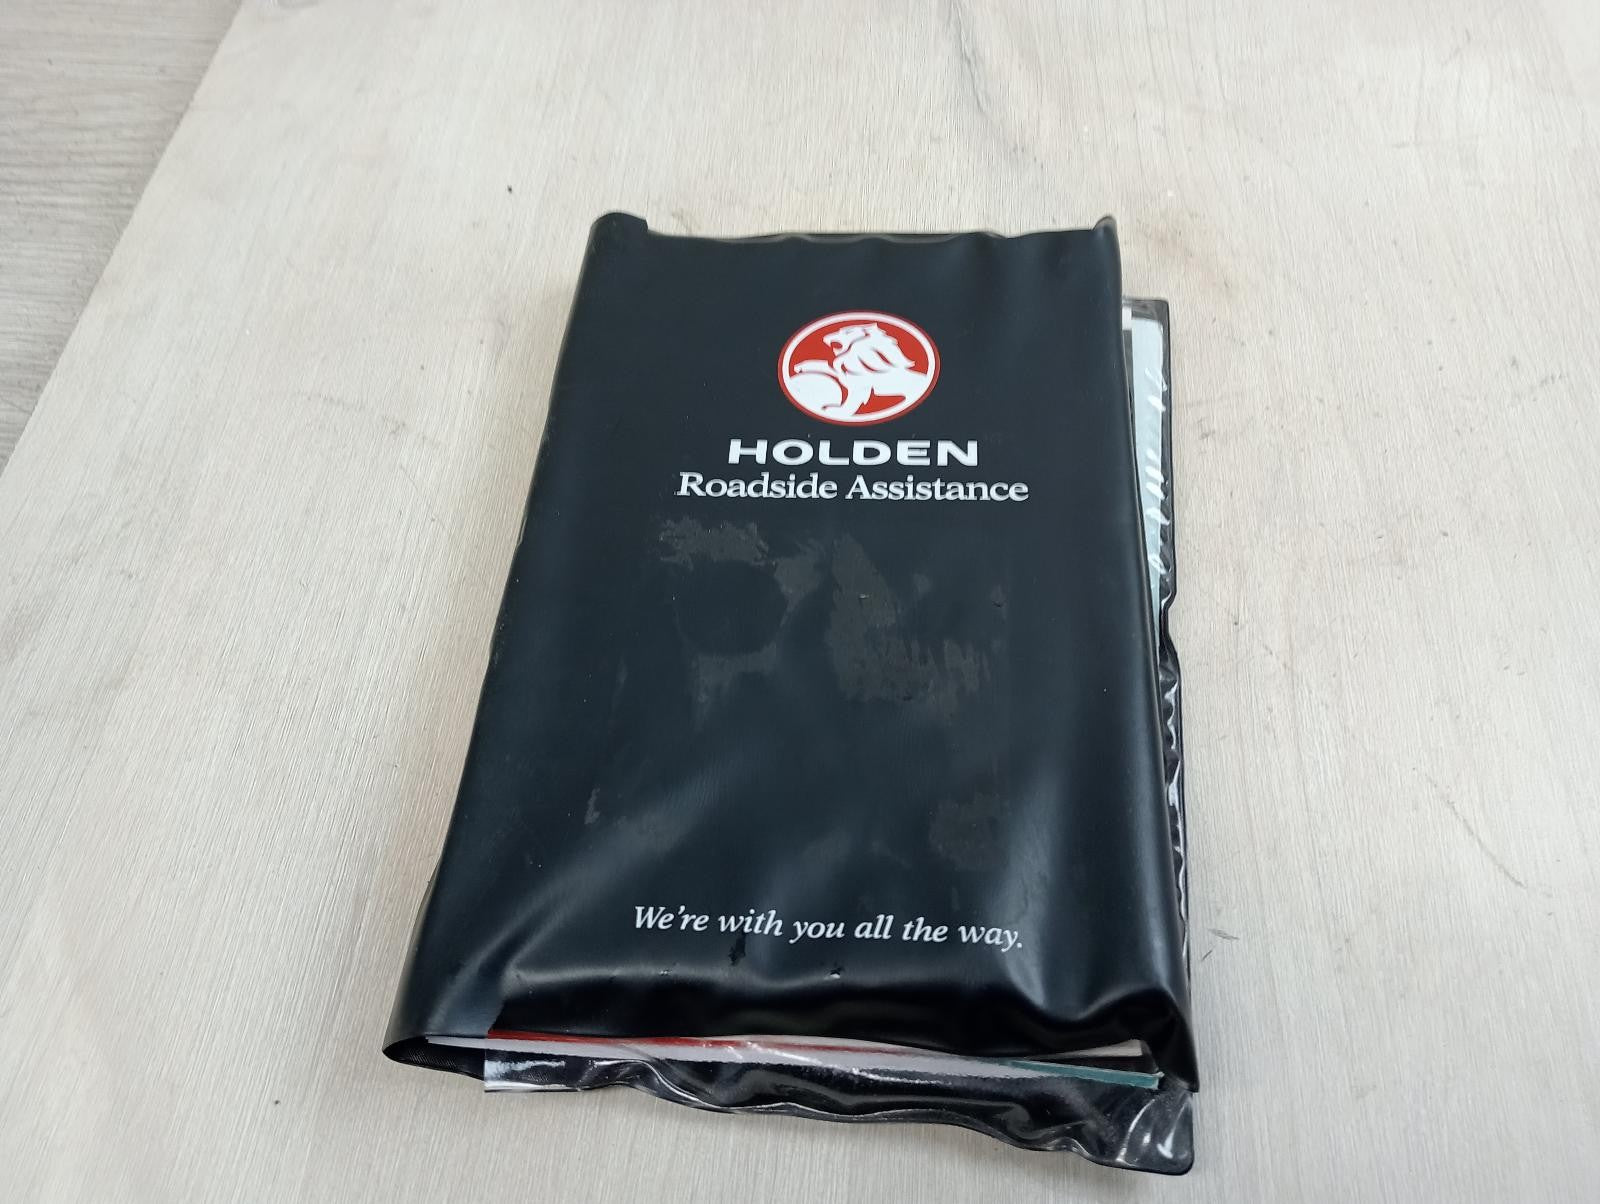 HOLDEN
Roadside Assistance
We're with you all the way.